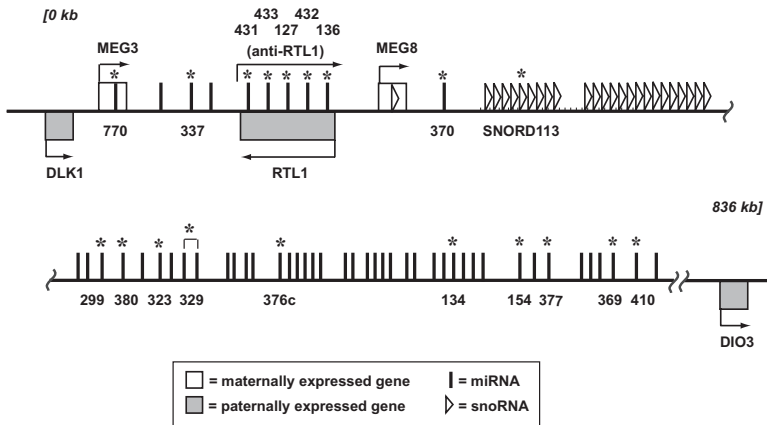 [0 kb
433 432
431 127 136
MEG3 (anti-RTL1) MEG8
* * * * * * * * *
770 337 370 SNORD113
DLK1 RTL1
836 kb]
* * * * * * * * * *
299 380 323 329 376c 134 154 377 369 410
DIO3
= maternally expressed gene = miRNA
= paternally expressed gene = snoRNA